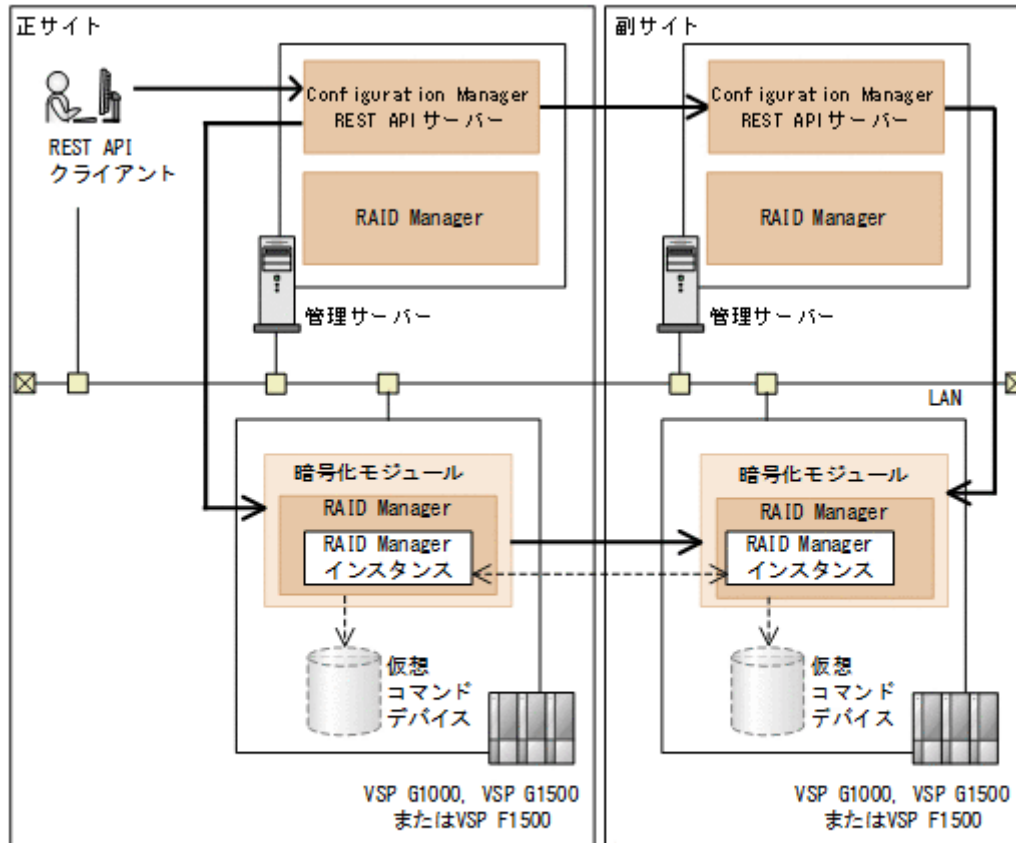 正サイト
REST API
クライアント
Configuration Manager
REST APIサーバー
RAID Manager
管理サーバー
副サイト
Configuration Manager
REST APIサーバー
RAID Manager
管理サーバー
LAN
暗号化モジュール
RAID Manager
RAID Manager
インスタンス
仮想
コマンド
デバイス
VSP G1000, VSP G1500
またはVSP F1500
暗号化モジュール
RAID Manager
RAID Manager
インスタンス
仮想
コマンド
デバイス
VSP G1000, VSP G1500
またはVSP F1500